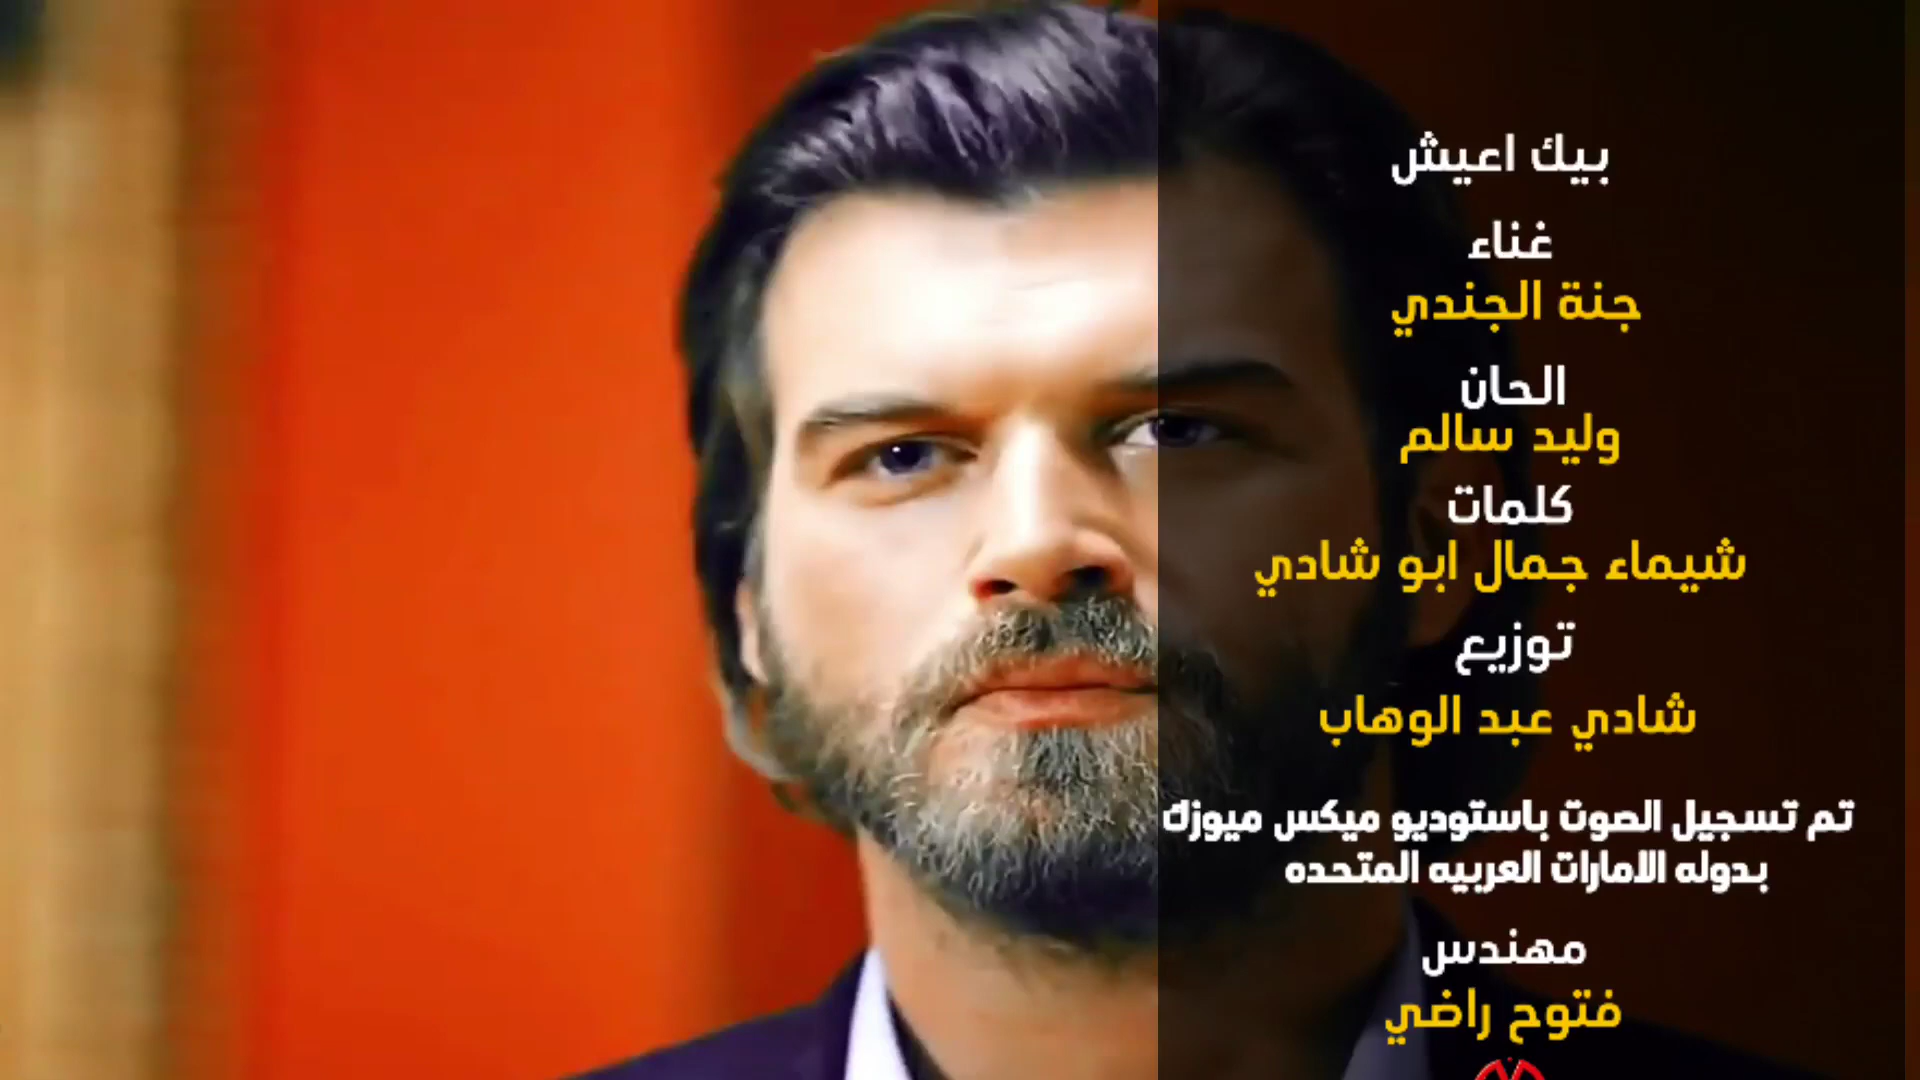 بيك اعيش
غناء
جنة الجندي
الحان
وليد سالم
كلمات
شيماء جمال ابو شادي
توزيع
شادي عبد الوهاب
تم تسجيل الصوت باستوديو ميكس ميوزك
بدوله الامارات العربيه المتحده
مهندس
فتوح راضي